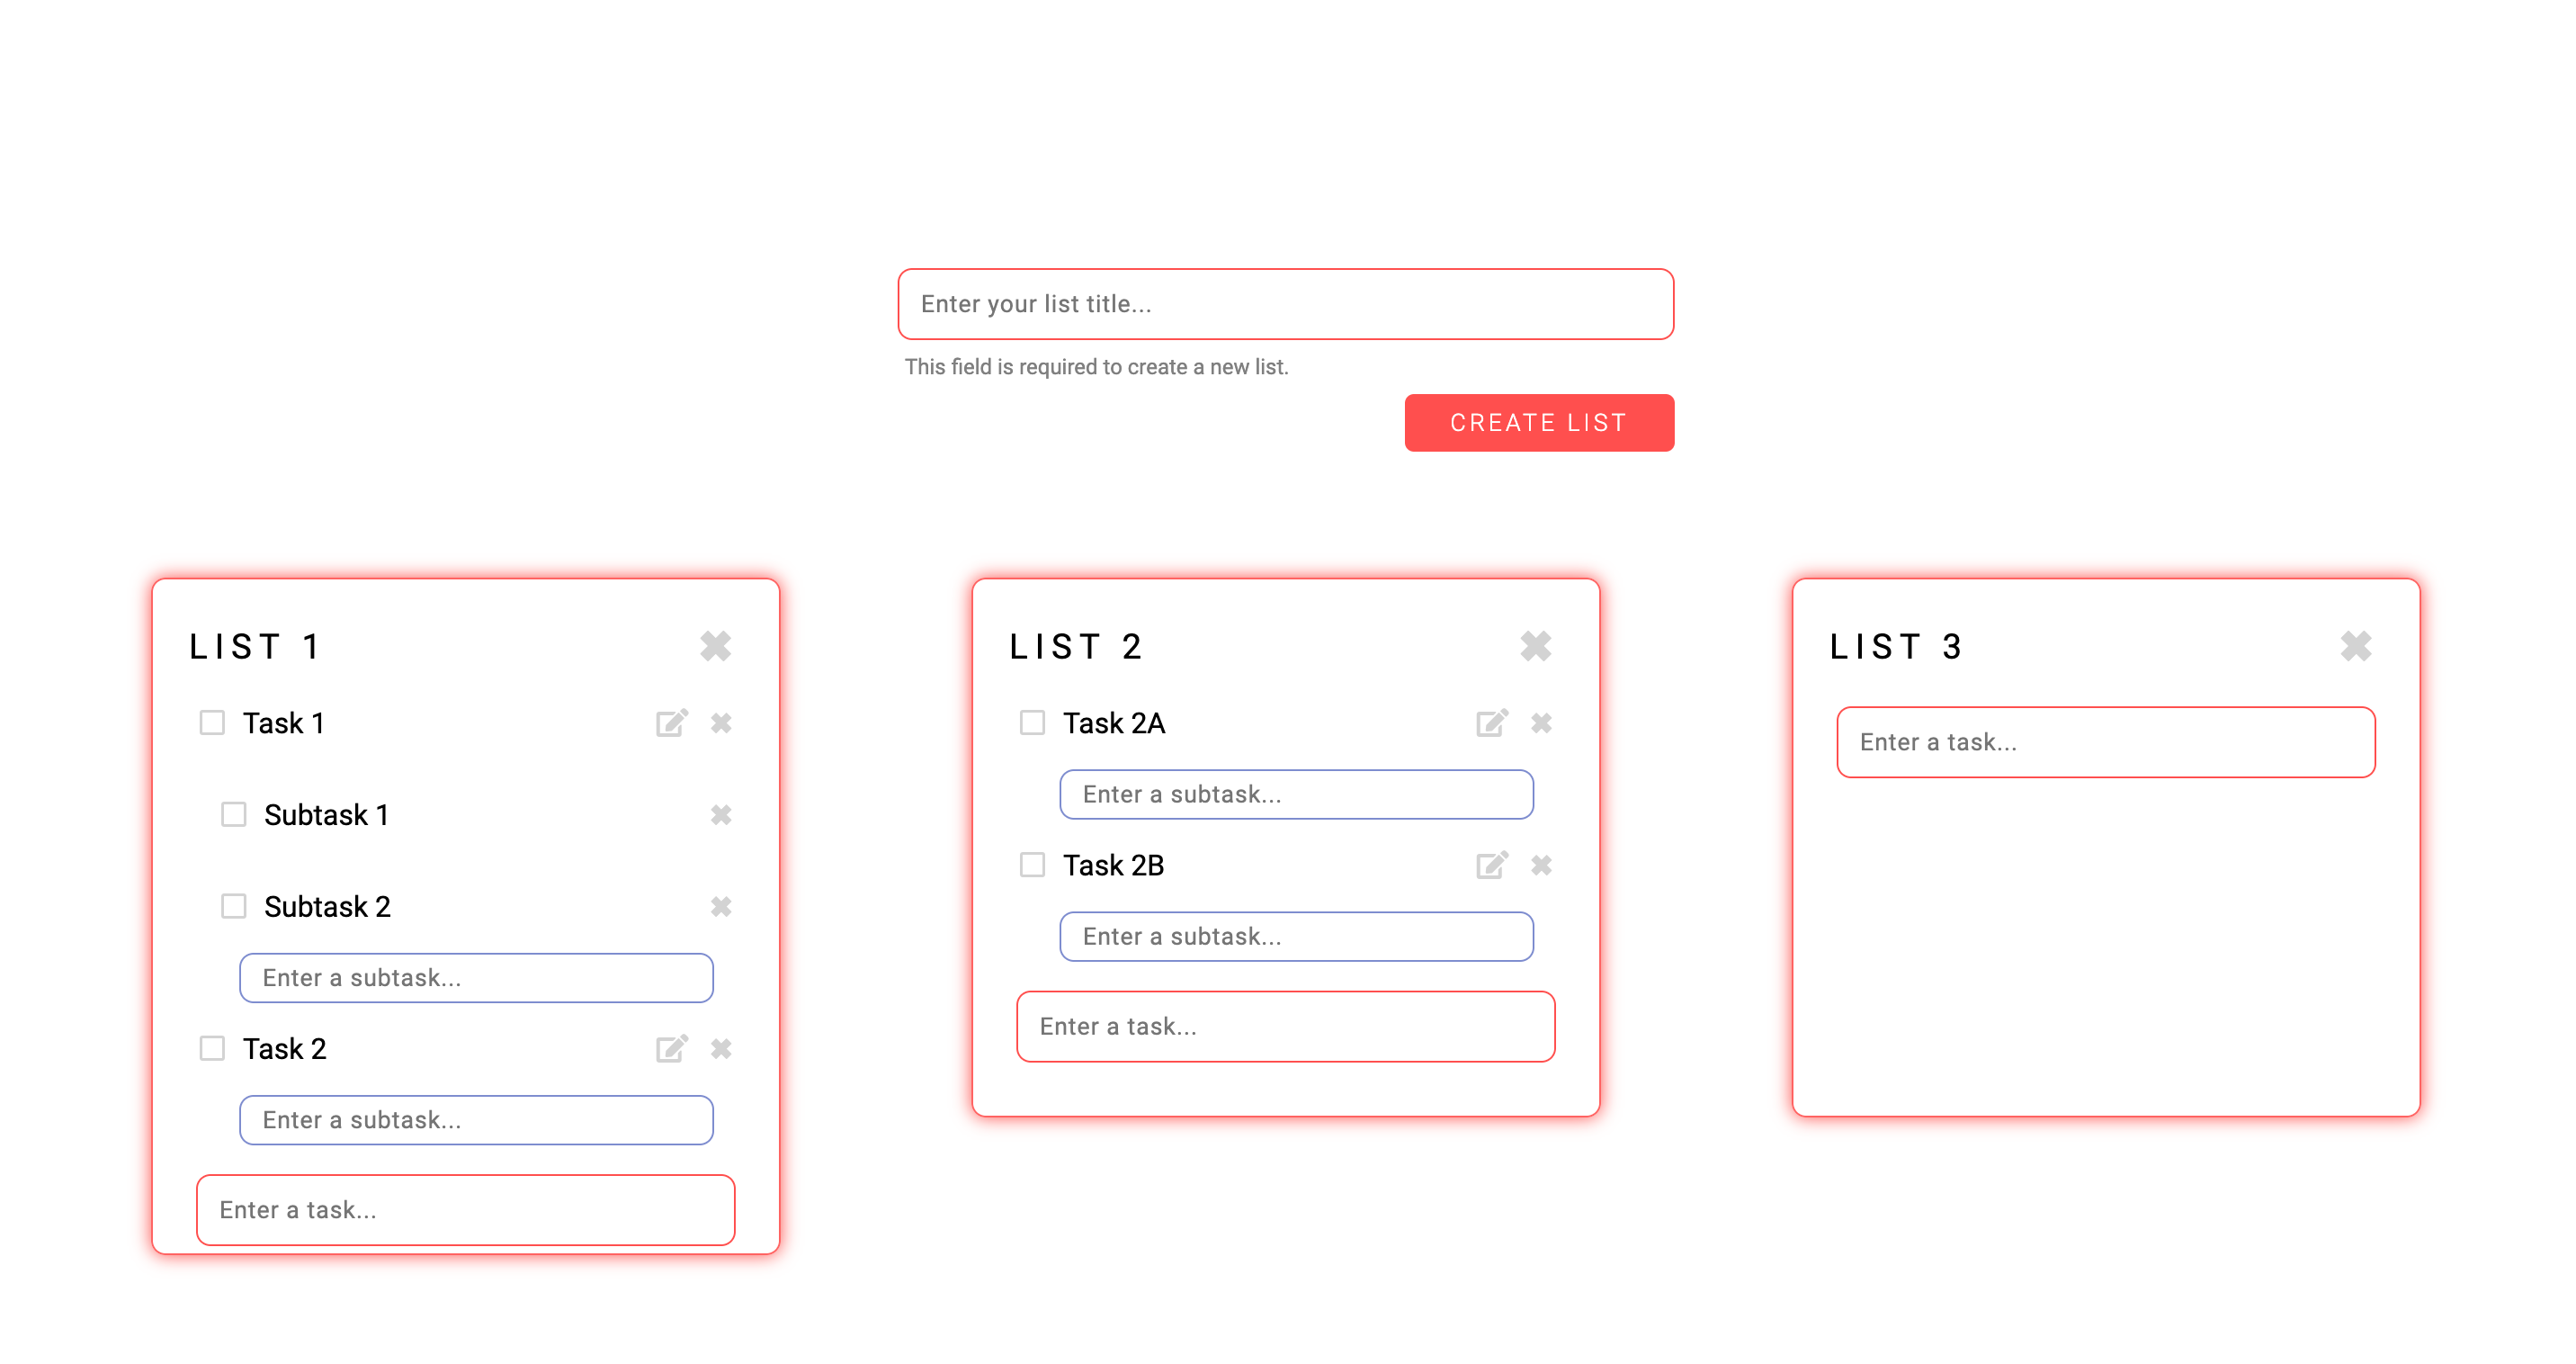 Enter your list title...
This field is required to create a new list.
CREATE LIST
LIST 1
Task 1
Subtask 1
Subtask 2
Enter a subtask...
Task 2
Enter a subtask...
Enter a task...
LIST 2
Task 2A
Enter a subtask...
Task 2B
Enter a subtask...
Enter a task...
LIST 3
Enter a task...